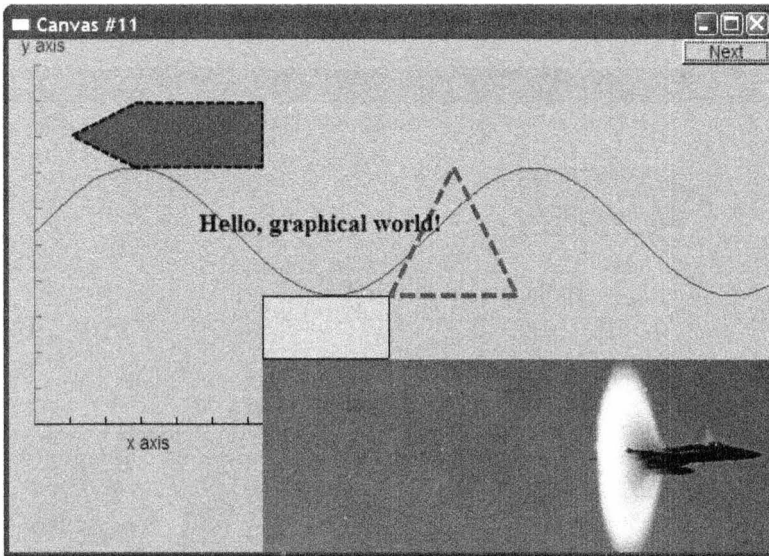 Canvas #11
y axis
Next
Hello, graphical world!
x axis